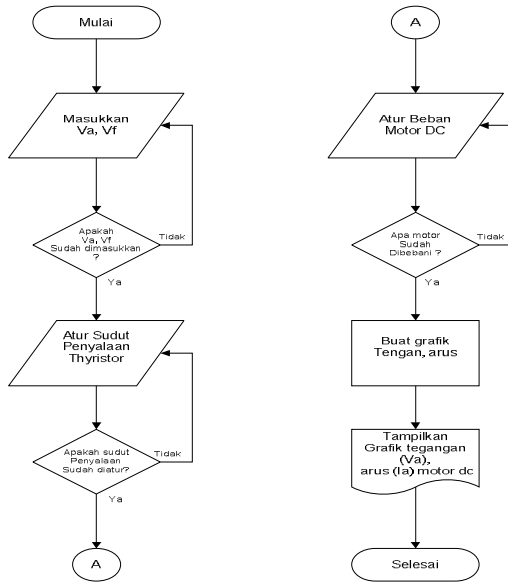 Mulai
Masukkan
Va, Vf
Apakah
Va, Vf
Sudah dimasukkan
?
Tidak
Ya
Atur Sudut
Penyalaan
Thyristor
Apakah sudut
Penyalaan
Sudah diatur?
Tidak
Ya
A
A
Atur Beban
Motor DC
Apa motor
Sudah
Dibebani ?
Tidak
Ya
Buat grafik
Tengan, arus
Tampilkan
Grafik tegangan
(Va),
arus (Ia) motor dc
Selesai